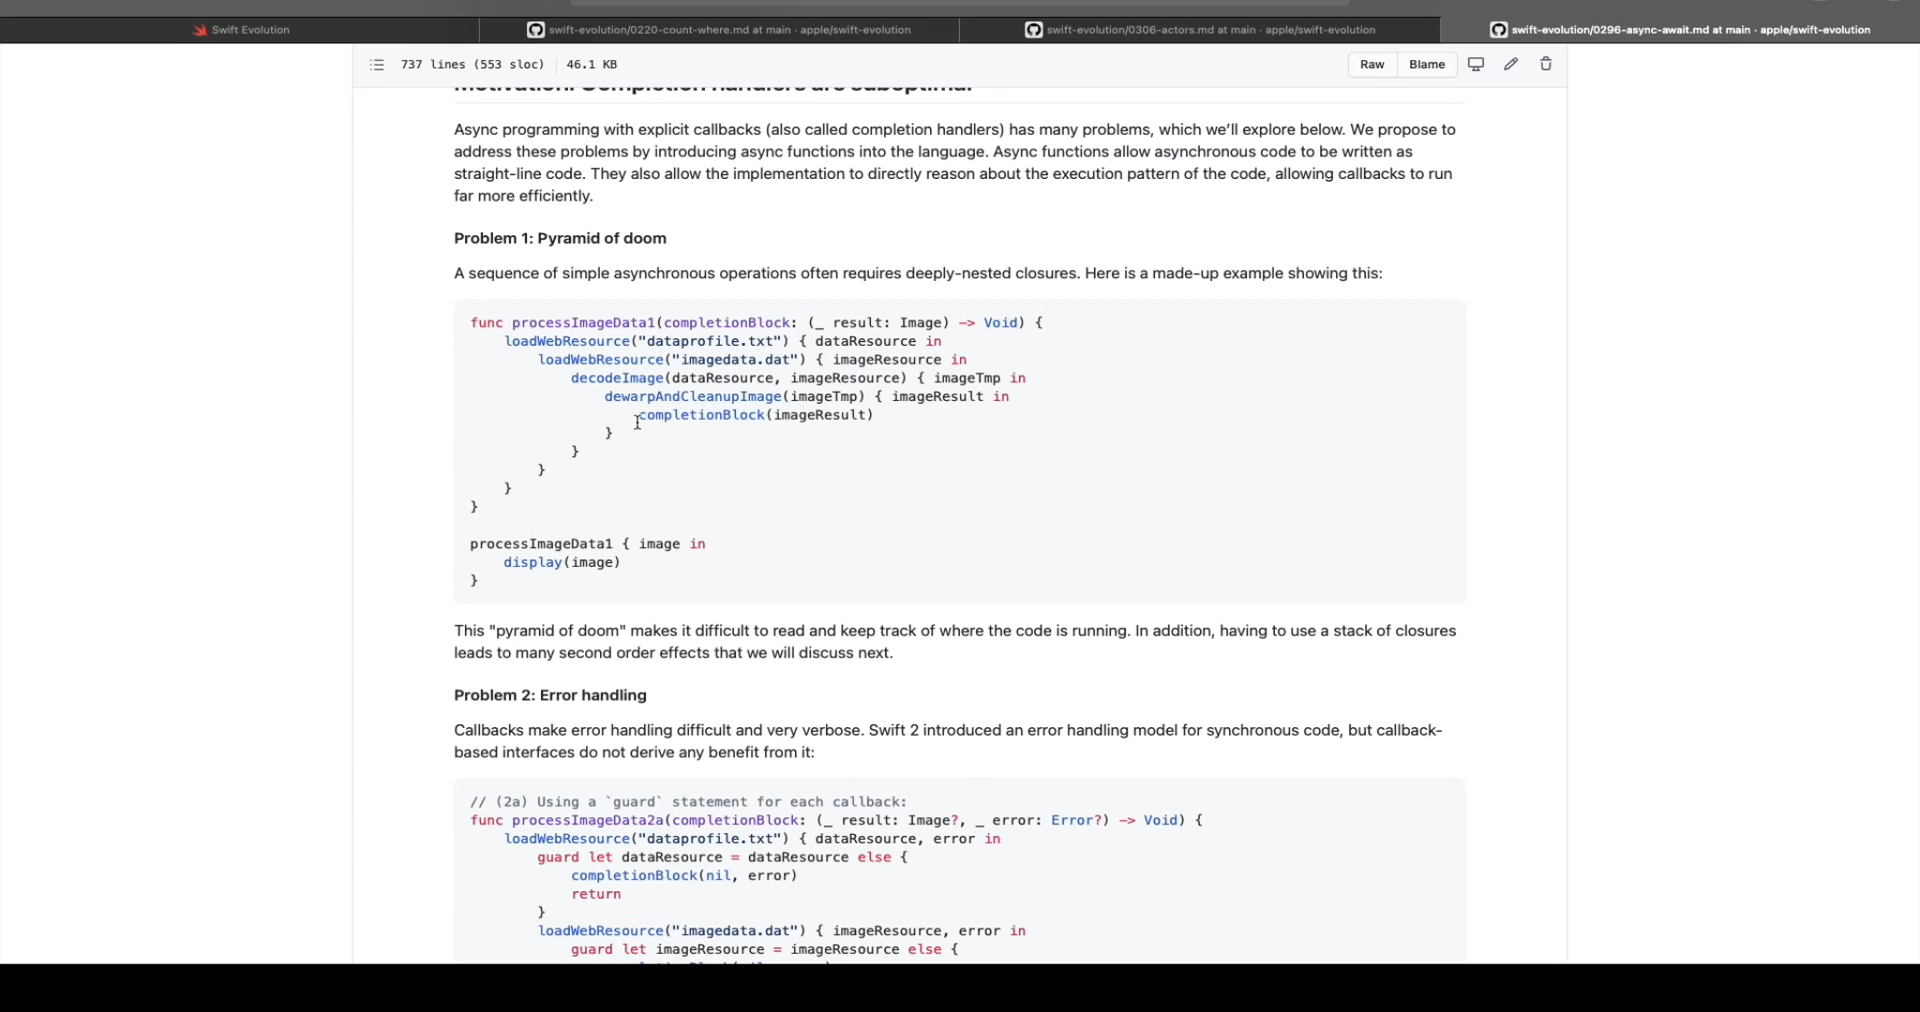 Swift Evolution
swift-evolution/0220-count-where.md at main · apple/swift-evolution
swift-evolution/0306-actors.md at main · apple/swift-evolution
swift-evolution/0296-async-await.md at main · apple/swift-evolution
737 lines (553 sloc) 46.1 KB
Raw Blame
Motivation: Completion handlers are suboptimal
Async programming with explicit callbacks (also called completion handlers) has many problems, which we’ll explore below. We propose to
address these problems by introducing async functions into the language. Async functions allow asynchronous code to be written as
straight-line code. They also allow the implementation to directly reason about the execution pattern of the code, allowing callbacks to run
far more efficiently.
Problem 1: Pyramid of doom
A sequence of simple asynchronous operations often requires deeply-nested closures. Here is a made-up example showing this:
func processImageData1(completionBlock: (_ result: Image) -> Void) {
    loadWebResource("dataprofile.txt") { dataResource in
        loadWebResource("imagedata.dat") { imageResource in
            decodeImage(dataResource, imageResource) { imageTmp in
                dewarpAndCleanupImage(imageTmp) { imageResult in
                    completionBlock(imageResult)
                }
            }
        }
    }
}
processImageData1 { image in
    display(image)
}
This "pyramid of doom" makes it difficult to read and keep track of where the code is running. In addition, having to use a stack of closures
leads to many second order effects that we will discuss next.
Problem 2: Error handling
Callbacks make error handling difficult and very verbose. Swift 2 introduced an error handling model for synchronous code, but callback-
based interfaces do not derive any benefit from it:
// (2a) Using a `guard` statement for each callback:
func processImageData2a(completionBlock: (_ result: Image?, _ error: Error?) -> Void) {
    loadWebResource("dataprofile.txt") { dataResource, error in
        guard let dataResource = dataResource else {
            completionBlock(nil, error)
            return
        }
        loadWebResource("imagedata.dat") { imageResource, error in
            guard let imageResource = imageResource else {